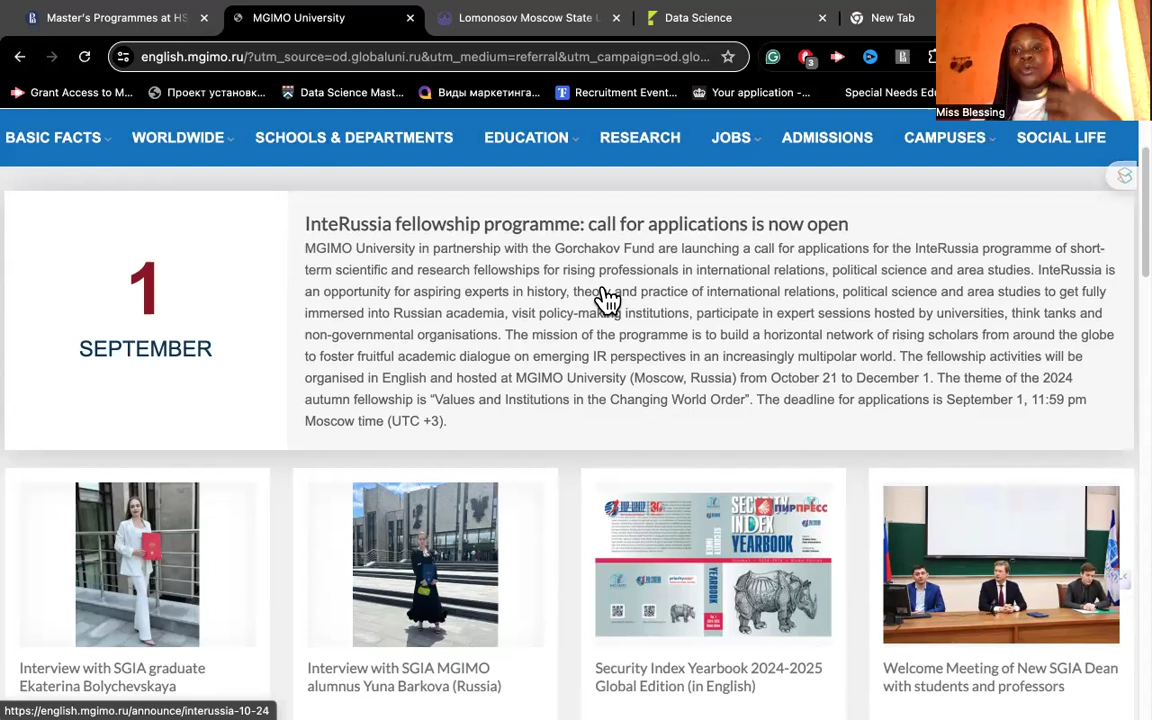 Master's Programmes at HS
MGIMO University
Lomonosov Moscow State U
Data Science
New Tab
english.mgimo.ru/?utm_source=od.globaluni.ru&utm_medium=referral&utm_campaign=od.glo...
3
Grant Access to M...
Проект установк...
Data Science Mast...
Виды маркетинга...
Recruitment Event...
Your application -...
Special Needs Edu
Miss Blessing
BASIC FACTS
WORLDWIDE
SCHOOLS & DEPARTMENTS
EDUCATION
RESEARCH
JOBS
ADMISSIONS
CAMPUSES
SOCIAL LIFE
1
SEPTEMBER
InteRussia fellowship programme: call for applications is now open
MGIMO University in partnership with the Gorchakov Fund are launching a call for applications for the InteRussia programme of short-
term scientific and research fellowships for rising professionals in international relations, political science and area studies. InteRussia is
an opportunity for aspiring experts in history, and practice of international relations, political science and area studies to get fully
immersed into Russian academia, visit policy-making institutions, participate in expert sessions hosted by universities, think tanks and
non-governmental organisations. The mission of the programme is to build a horizontal network of rising scholars from around the globe
to foster fruitful academic dialogue on emerging IR perspectives in an increasingly multipolar world. The fellowship activities will be
organised in English and hosted at MGIMO University (Moscow, Russia) from October 21 to December 1. The theme of the 2024
autumn fellowship is “Values and Institutions in the Changing World Order”. The deadline for applications is September 1, 11:59 pm
Moscow time (UTC +3).
SECURITY
INDEX
YEARBOOK
ПИРПРЕСС
Interview with SGIA graduate
Ekaterina Bolychevskaya
Interview with SGIA MGIMO
alumnus Yuna Barkova (Russia)
Security Index Yearbook 2024-2025
Global Edition (in English)
Welcome Meeting of New SGIA Dean
with students and professors
https://english.mgimo.ru/announce/interussia-10-24